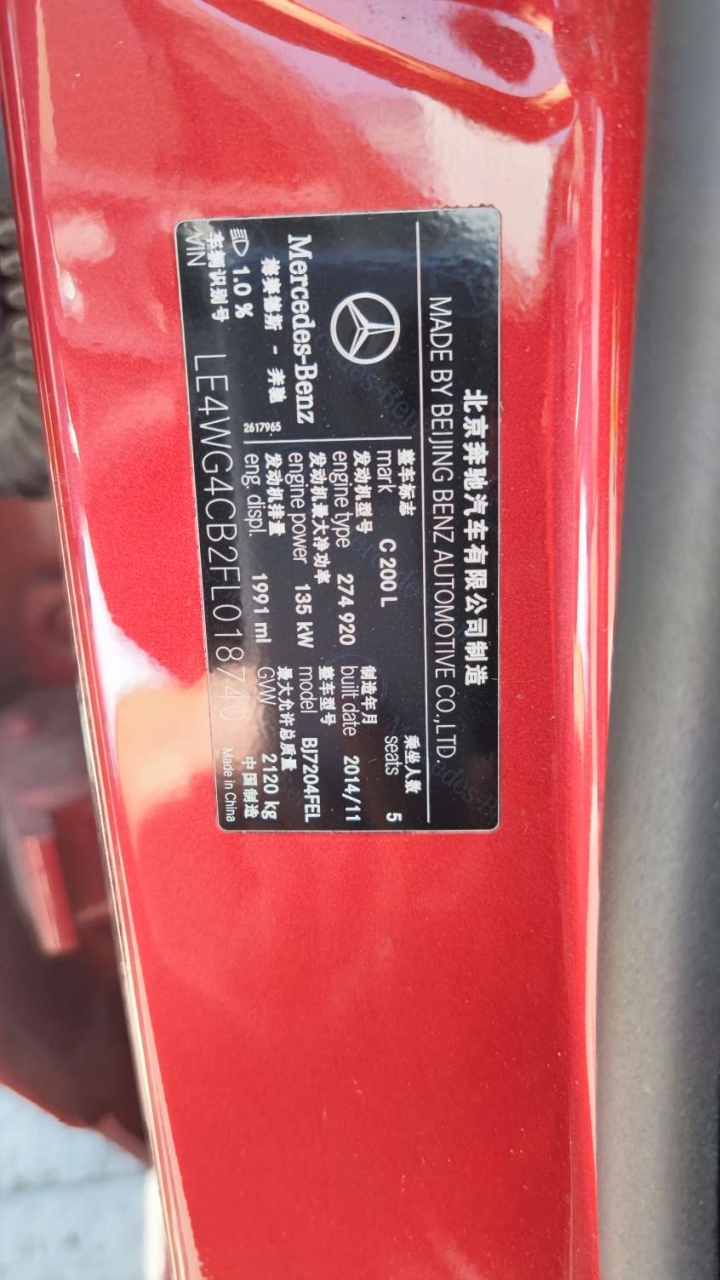 北京奔驰汽车有限公司制造
MADE BY BEIJING BENZ AUTOMOTIVE CO.,LTD.
Mercedes-Benz
梅赛德斯 - 奔驰
1.0 %
2617965
整车标志
mark C 200 L
乘坐人数
seats 5
发动机型号
engine type 274 920
制造年月
built date 2014/11
发动机最大净功率
engine power 135 kW
整车型号
model BJ7204FEL
发动机排量
eng. displ. 1991 ml
最大允许总质量
GVW 2120 kg
车辆识别号
VIN LE4WG4CB2FL018740
中国制造
Made in China